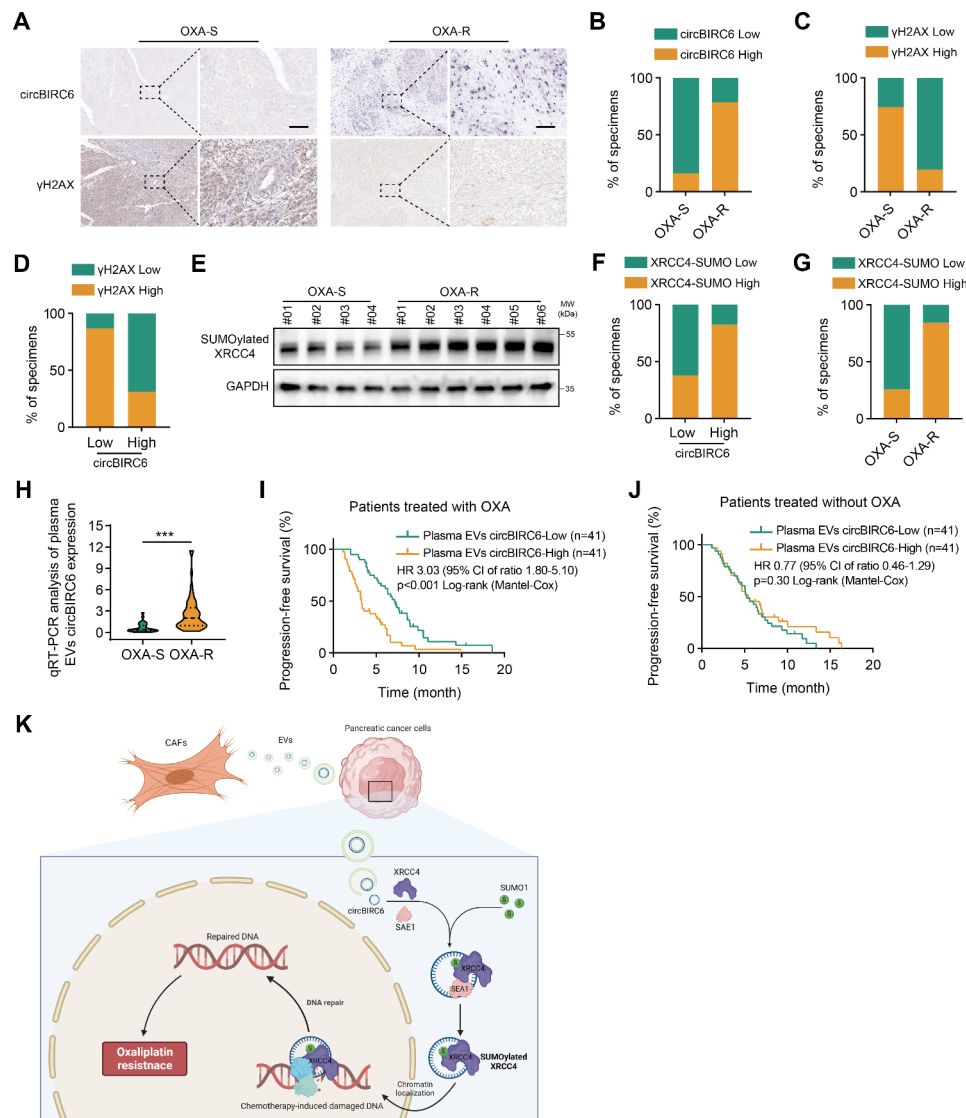 A
OXA-S
OXA-R
circBIRC6
γH2AX
B
circBIRC6 Low
circBIRC6 High
% of specimens
100
50
0
OXA-S
OXA-R
C
γH2AX Low
γH2AX High
% of specimens
100
50
0
OXA-S
OXA-R
D
γH2AX Low
γH2AX High
% of specimens
100
50
0
Low
High
circBIRC6
E
OXA-S
OXA-R
#01
#02
#03
#04
#01
#02
#03
#04
#05
#06
MW
(kDa)
SUMOylated
XRCC4
55
GAPDH
35
F
XRCC4-SUMO Low
XRCC4-SUMO High
% of specimens
100
50
0
Low
High
circBIRC6
G
XRCC4-SUMO Low
XRCC4-SUMO High
% of specimens
100
50
0
OXA-S
OXA-R
H
qRT-PCR analysis of plasma
EVs circBIRC6 expression
15
12
9
6
3
0
***
OXA-S
OXA-R
I
Patients treated with OXA
Plasma EVs circBIRC6-Low (n=41)
Plasma EVs circBIRC6-High (n=41)
HR 3.03 (95% CI of ratio 1.80-5.10)
p<0.001 Log-rank (Mantel-Cox)
Progression-free survival (%)
100
50
0
5
10
15
20
Time (month)
J
Patients treated without OXA
Plasma EVs circBIRC6-Low (n=41)
Plasma EVs circBIRC6-High (n=41)
HR 0.77 (95% CI of ratio 0.46-1.29)
p=0.30 Log-rank (Mantel-Cox)
Progression-free survival (%)
100
50
0
5
10
15
20
Time (month)
K
CAFs
EVs
Pancreatic cancer cells
XRCC4
circBIRC6
SAE1
SUMO1
S
S
S
Repaired DNA
S
XRCC4
SEA1
DNA repair
Oxaliplatin
resistnace
S
XRCC4
S
XRCC4
SUMOylated
XRCC4
Chromatin
localization
Chemotherapy-induced damaged DNA